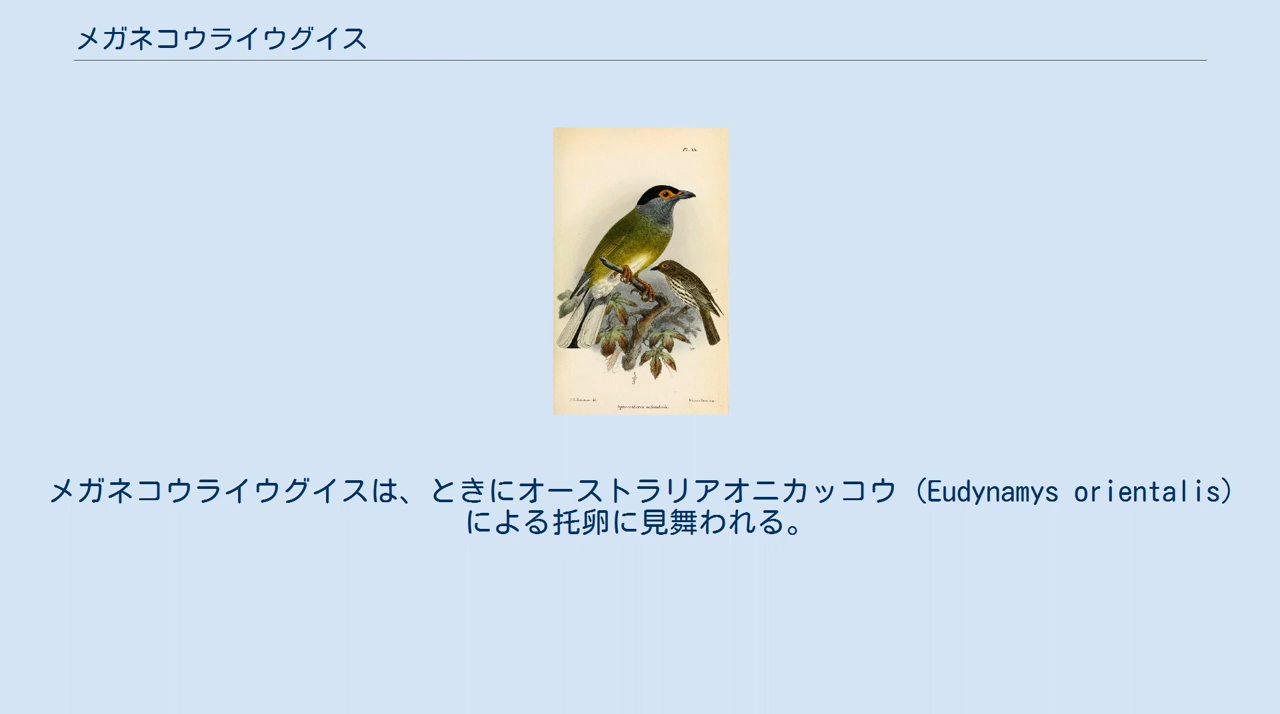 メガネコウライウグイス
メガネコウライウグイスは、ときにオーストラリアオニカッコウ（Eudynamys orientalis）
による托卵に見舞われる。